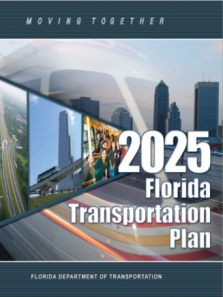 MOVING TOGETHER
2025
Florida
Transportation
Plan
FLORIDA DEPARTMENT OF TRANSPORTATION